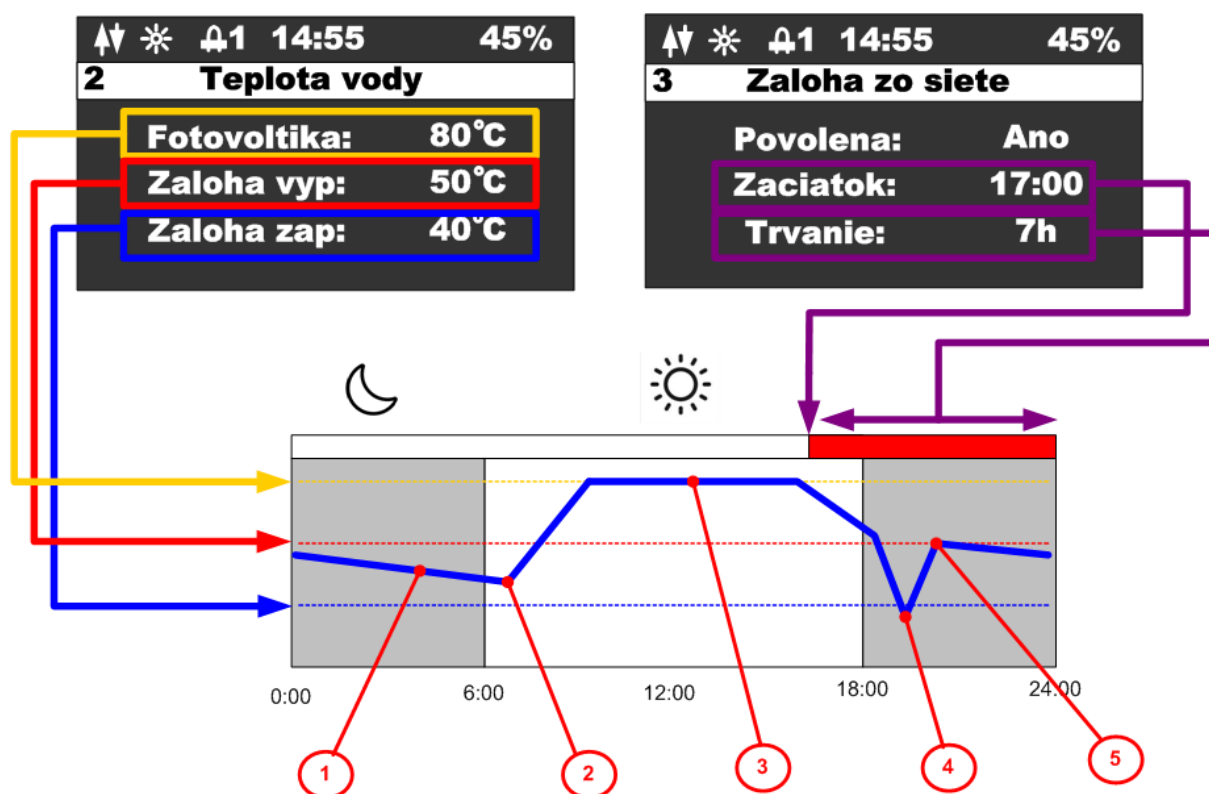 1 14:55 45%
2 Teplota vody
Fotovoltika: 80°C
Zaloha vyp: 50°C
Zaloha zap: 40°C
1 14:55 45%
3 Zaloha zo siete
Povolena: Ano
Zaciatok: 17:00
Trvanie: 7h
0:00 6:00 12:00 18:00 24:00
1 2 3 4 5